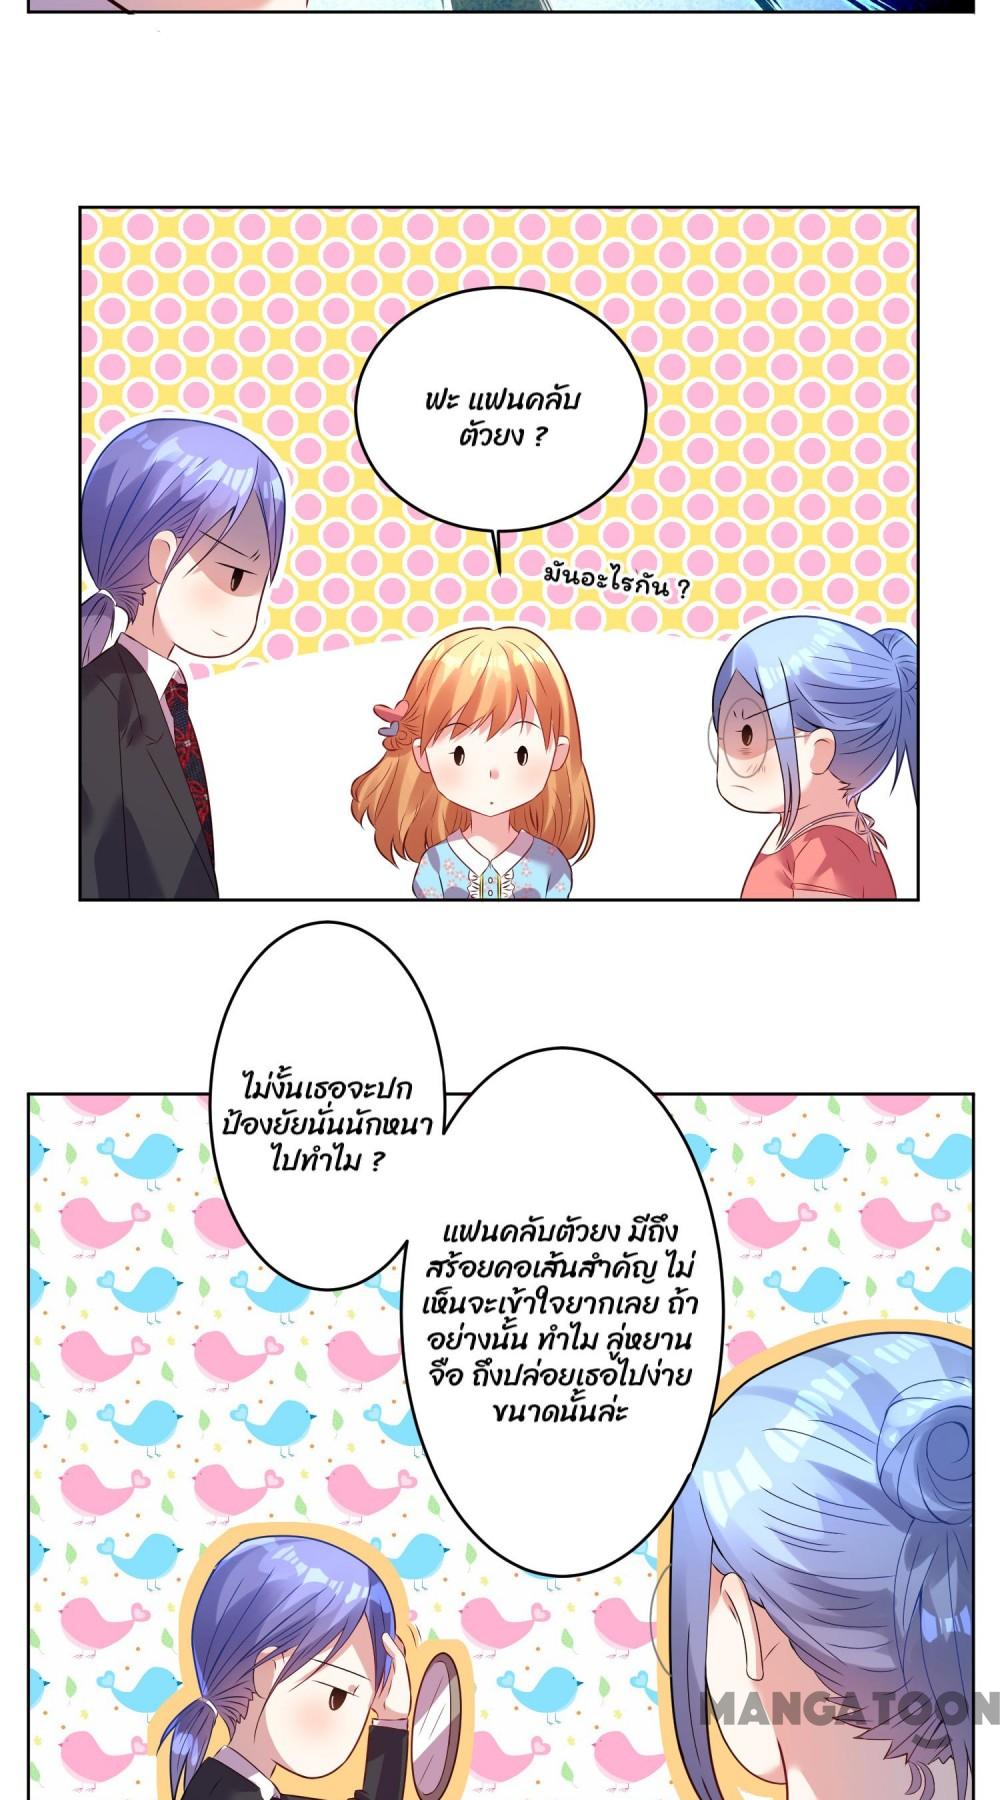 ฟะ แฟนคลับ
ตัวยง ?
มันอะไรกัน ?
ไม่งั้นเธอจะปก
ป้องยัยนั่นนักหนา
ไปทำไม ?
แฟนคลับตัวยง มีถึง
สร้อยคอเส้นสำคัญ ไม่
เห็นจะเข้าใจยากเลย ถ้า
อย่างนั้น ทำไม ลู่หยาน
จือ ถึงปล่อยเธอไปง่าย
ขนาดนั้นล่ะ
MANGATOON